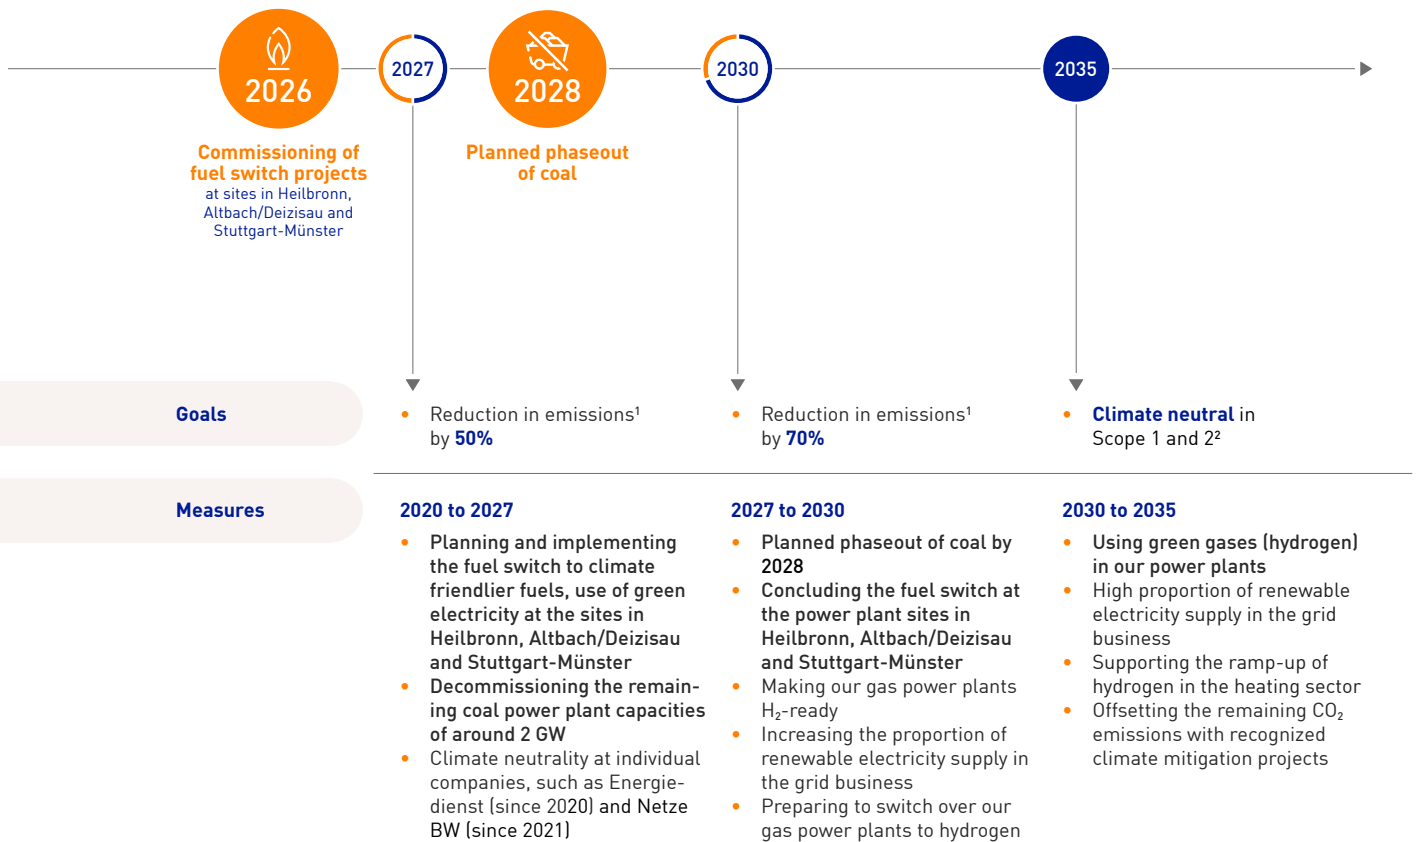 2026
2027
2028
2030
2035
Commissioning of
fuel switch projects
at sites in Heilbronn,
Altbach/Deizisau and
Stuttgart-Münster
Planned phaseout
of coal
Goals
• Reduction in emissions¹
by 50%
• Reduction in emissions¹
by 70%
• Climate neutral in
Scope 1 and 2²
Measures
2020 to 2027
• Planning and implementing
the fuel switch to climate
friendlier fuels, use of green
electricity at the sites in
Heilbronn, Altbach/Deizisau
and Stuttgart-Münster
• Decommissioning the remain-
ing coal power plant capacities
of around 2 GW
• Climate neutrality at individual
companies, such as Energie-
dienst (since 2020) and Netze
BW (since 2021)
2027 to 2030
• Planned phaseout of coal by
2028
• Concluding the fuel switch at
the power plant sites in
Heilbronn, Altbach/Deizisau
and Stuttgart-Münster
• Making our gas power plants
H₂-ready
• Increasing the proportion of
renewable electricity supply in
the grid business
• Preparing to switch over our
gas power plants to hydrogen
2030 to 2035
• Using green gases (hydrogen)
in our power plants
• High proportion of renewable
electricity supply in the grid
business
• Supporting the ramp-up of
hydrogen in the heating sector
• Offsetting the remaining CO₂
emissions with recognized
climate mitigation projects